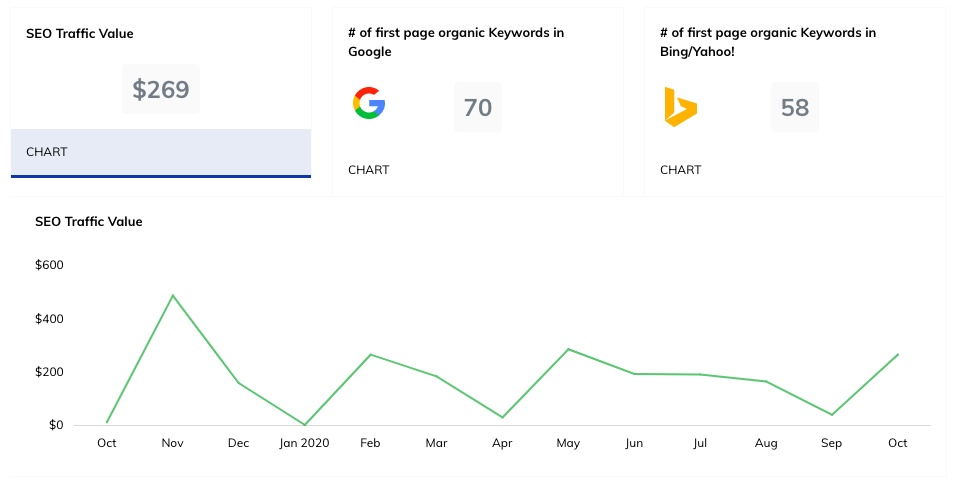 SEO Traffic Value
$269
CHART
# of first page organic Keywords in
Google
70
CHART
# of first page organic Keywords in
Bing/Yahoo!
58
CHART
SEO Traffic Value
$600
$400
$200
$0
Oct Nov Dec Jan 2020 Feb Mar Apr May Jun Jul Aug Sep Oct